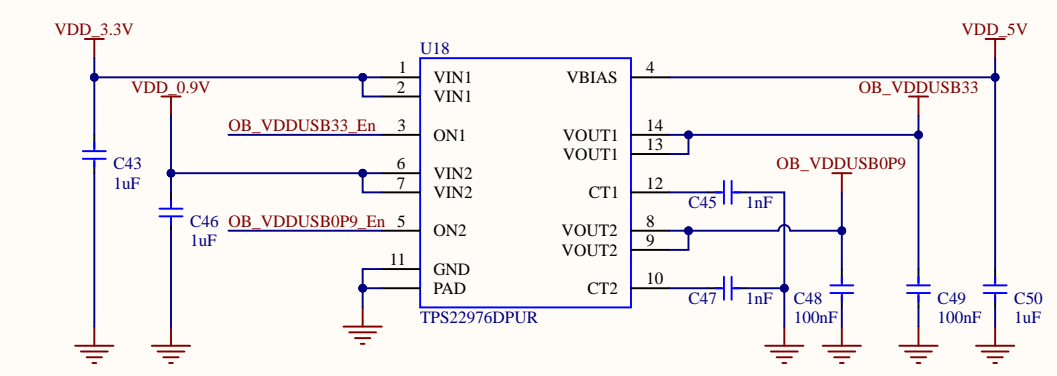 VDD_3.3V
VDD_5V
U18
1
VIN1
VBIAS
4
2
VIN1
VDD_0.9V
OB_VDDUSB33
OB_VDDUSB33_En
3
ON1
VOUT1
14
VOUT1
13
C43
1uF
6
VIN2
7
VIN2
CT1
12
C45
1nF
OB_VDDUSB0P9
C46
1uF
OB_VDDUSB0P9_En
5
ON2
VOUT2
8
VOUT2
9
11
GND
PAD
CT2
10
C47
1nF
C48
100nF
C49
100nF
C50
1uF
TPS22976DPUR